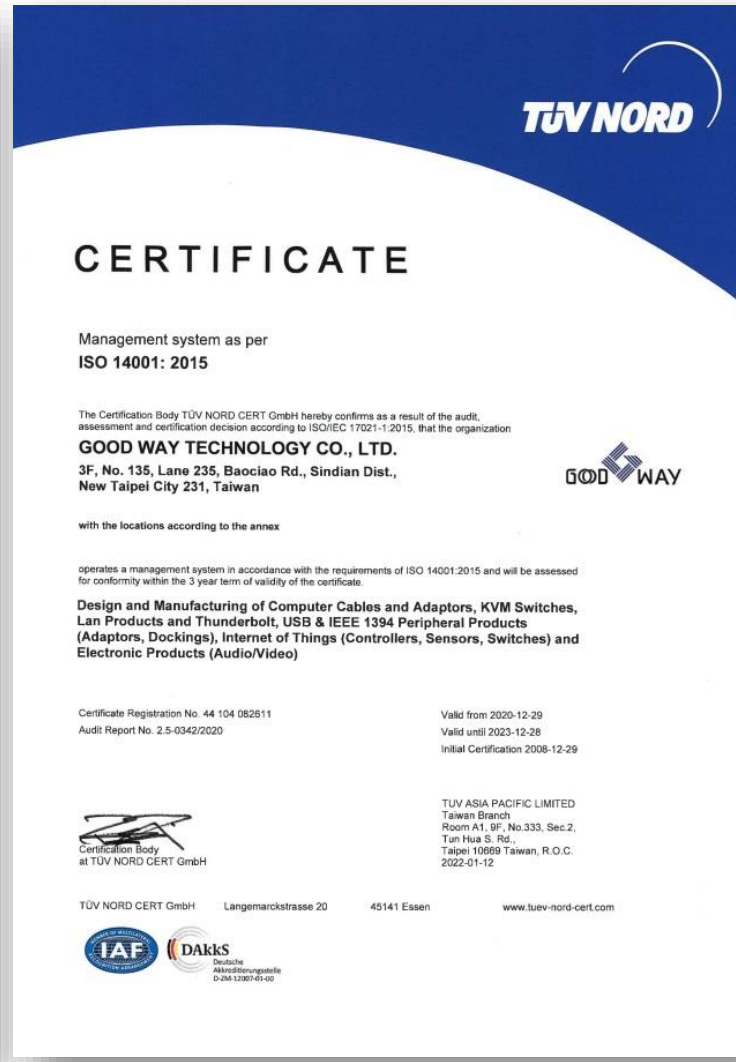 TÜV NORD
CERTIFICATE
Management system as per
ISO 14001: 2015
The Certification Body TÜV NORD CERT GmbH hereby confirms as a result of the audit,
assessment and certification decision according to ISO/IEC 17021-1:2015, that the organization
GOOD WAY TECHNOLOGY CO., LTD.
3F, No. 135, Lane 235, Baociao Rd., Sindian Dist.,
New Taipei City 231, Taiwan
GOOD WAY
with the locations according to the annex
operates a management system in accordance with the requirements of ISO 14001:2015 and will be assessed
for conformity within the 3 year term of validity of the certificate.
Design and Manufacturing of Computer Cables and Adaptors, KVM Switches,
Lan Products and Thunderbolt, USB & IEEE 1394 Peripheral Products
(Adaptors, Dockings), Internet of Things (Controllers, Sensors, Switches) and
Electronic Products (Audio/Video)
Certificate Registration No. 44 104 082611
Audit Report No. 2.5-0342/2020
Valid from 2020-12-29
Valid until 2023-12-28
Initial Certification 2008-12-29
Certification Body
at TÜV NORD CERT GmbH
TUV ASIA PACIFIC LIMITED
Taiwan Branch
Room A1, 9F, No.333, Sec.2,
Tun Hua S. Rd.,
Taipei 10669 Taiwan, R.O.C.
2022-01-12
TÜV NORD CERT GmbH Langemarckstrasse 20 45141 Essen www.tuev-nord-cert.com
MEMBER OF MULTILATERAL
IAF
RECOGNITION ARRANGEMENT
DAkkS
Deutsche
Akkreditierungsstelle
D-ZM-12007-01-00